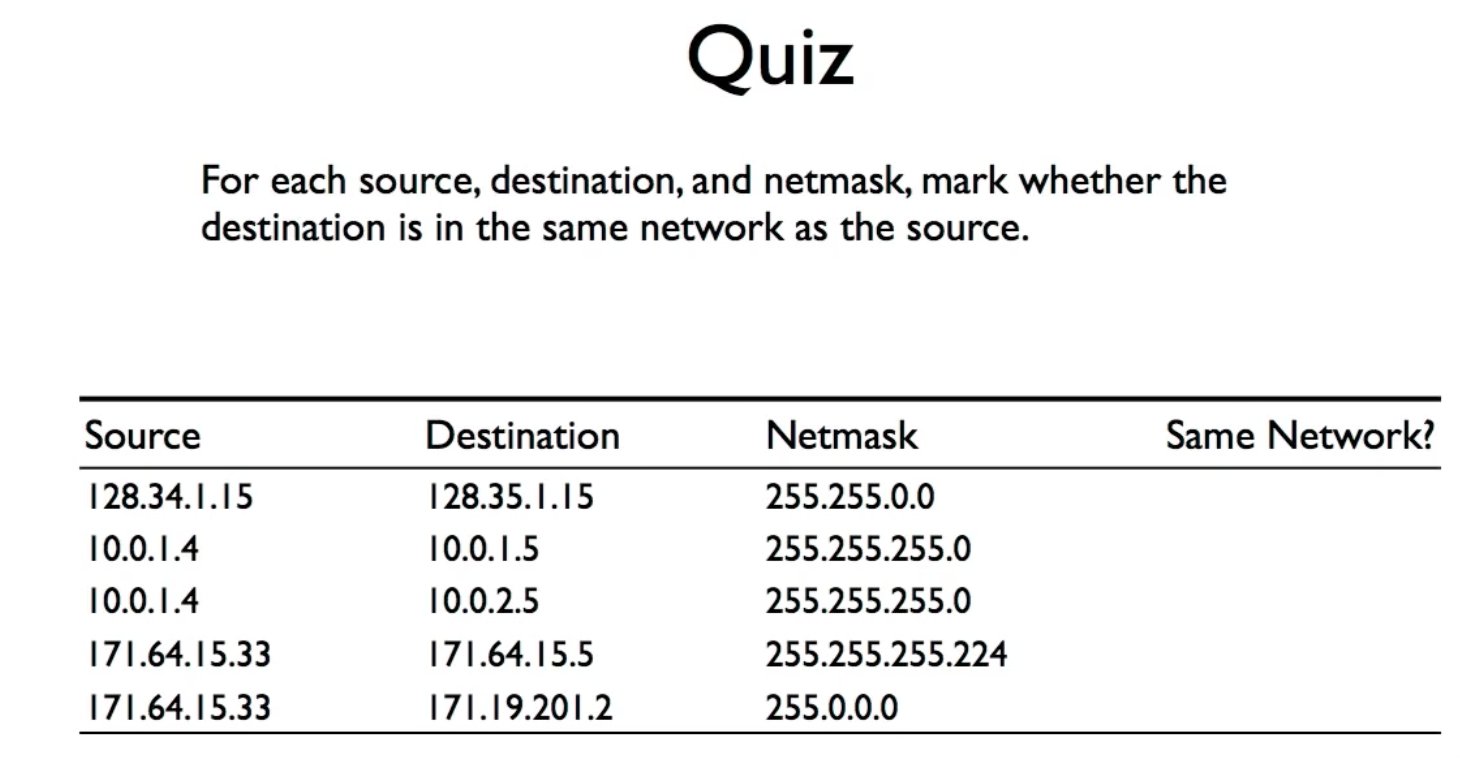 Quiz
For each source, destination, and netmask, mark whether the
destination is in the same network as the source.
Source Destination Netmask Same Network?
128.34.1.15 128.35.1.15 255.255.0.0
10.0.1.4 10.0.1.5 255.255.255.0
10.0.1.4 10.0.2.5 255.255.255.0
171.64.15.33 171.64.15.5 255.255.255.224
171.64.15.33 171.19.201.2 255.0.0.0